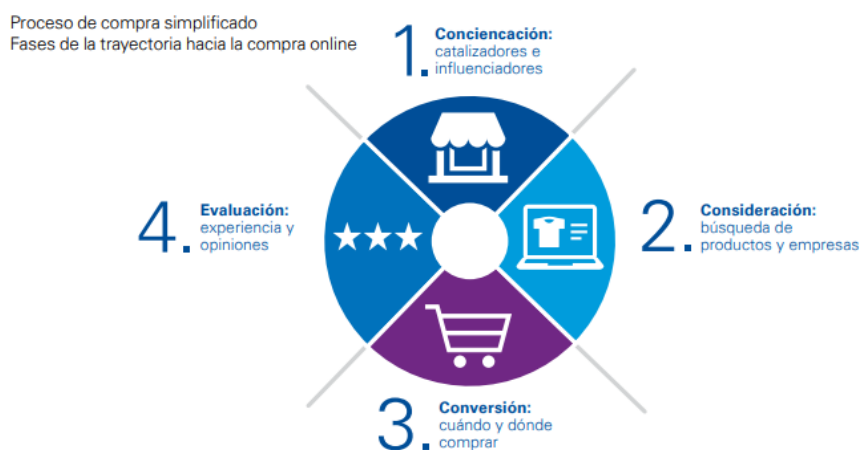 Proceso de compra simplificado
Fases de la trayectoria hacia la compra online
1.
Conciencación:
catalizadores e
influenciadores
2.
Consideración:
búsqueda de
productos y empresas
3.
Conversión:
cuándo y dónde
comprar
4.
Evaluación:
experiencia y
opiniones